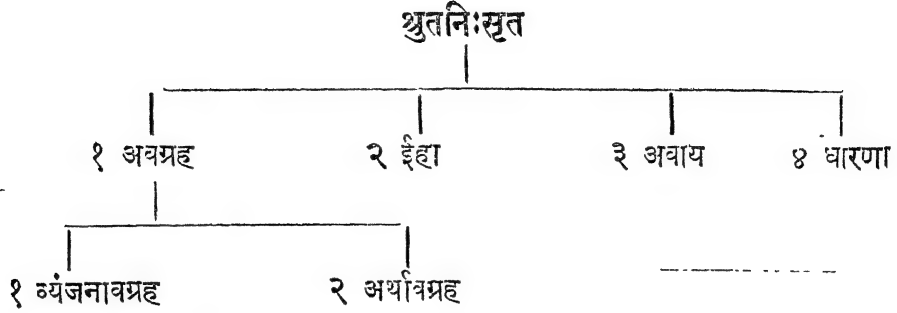 श्रुतनिःसृत
१ अवग्रह २ ईहा ३ अवाय ४ धारणा
१ व्यंजनावग्रह २ अर्थावग्रह